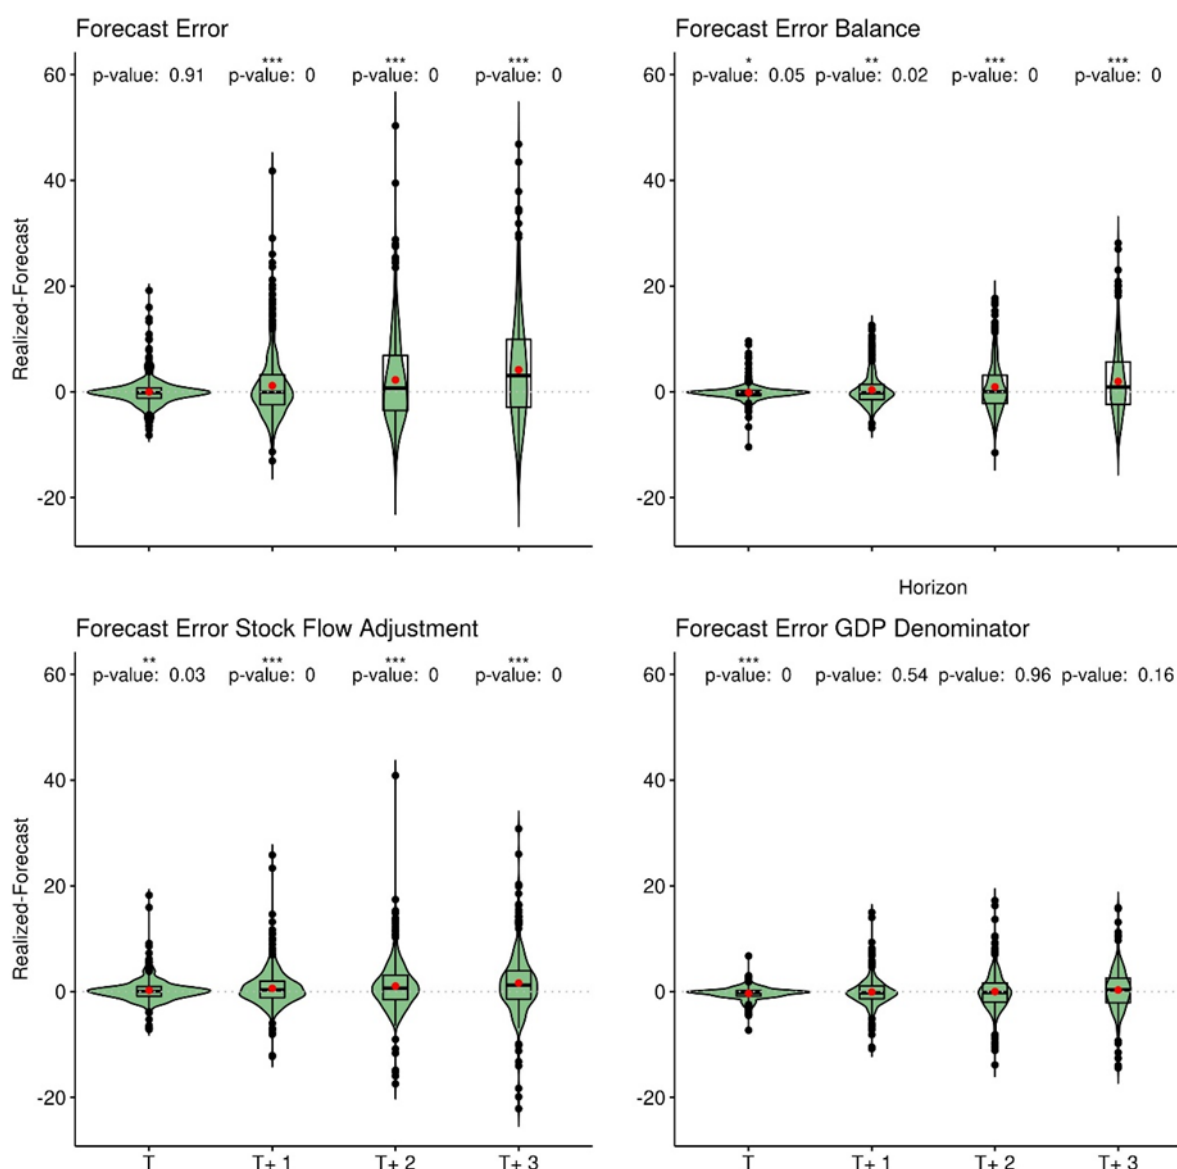 Forecast Error
***
***
***
p-value: 0.91
p-value: 0
p-value: 0
p-value: 0
60
40
20
0
-20
Realized-Forecast
Forecast Error Balance
*
**
***
***
p-value: 0.05
p-value: 0.02
p-value: 0
p-value: 0
60
40
20
0
-20
Horizon
Forecast Error Stock Flow Adjustment
**
***
***
***
p-value: 0.03
p-value: 0
p-value: 0
p-value: 0
60
40
20
0
-20
Realized-Forecast
T
T+ 1
T+ 2
T+ 3
Forecast Error GDP Denominator
***
p-value: 0
p-value: 0.54
p-value: 0.96
p-value: 0.16
60
40
20
0
-20
T
T+ 1
T+ 2
T+ 3